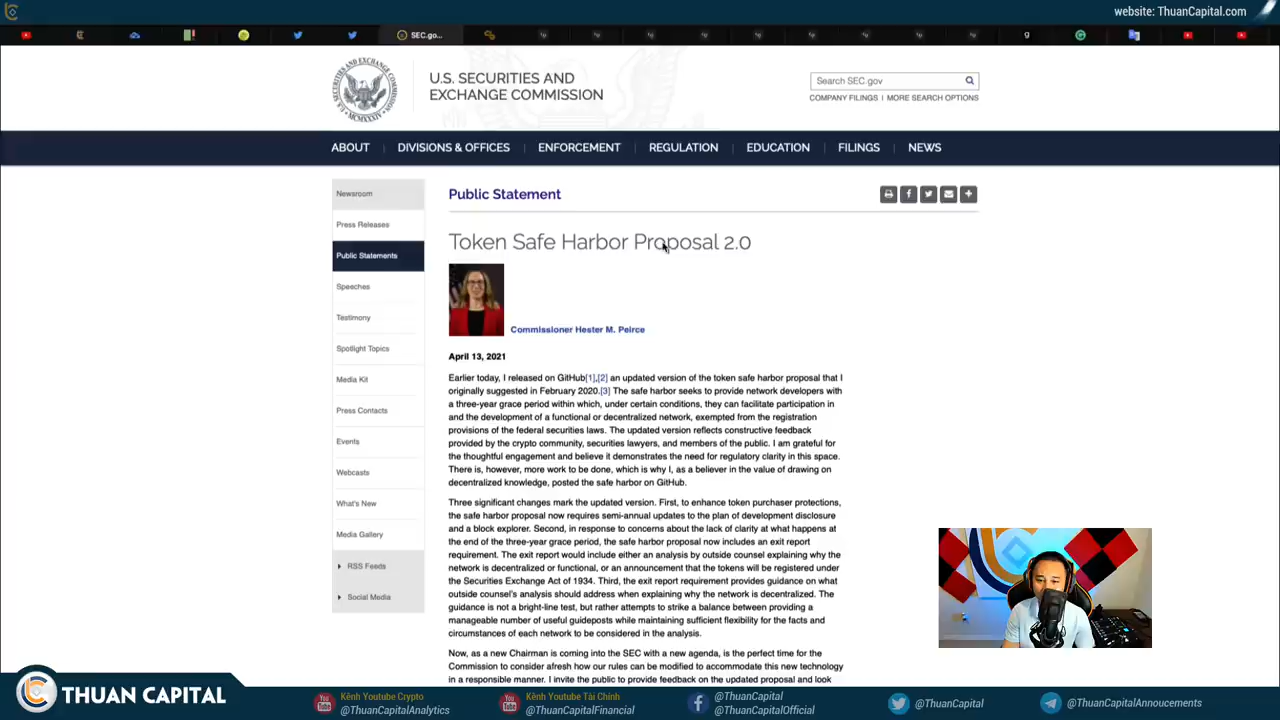 website: ThuanCapital.com
SEC.go...
U.S. SECURITIES AND
EXCHANGE COMMISSION
Search SEC.gov
COMPANY FILINGS | MORE SEARCH OPTIONS
ABOUT
DIVISIONS & OFFICES
ENFORCEMENT
REGULATION
EDUCATION
FILINGS
NEWS
Newsroom
Press Releases
Public Statements
Speeches
Testimony
Spotlight Topics
Media Kit
Press Contacts
Events
Webcasts
What's New
Media Gallery
RSS Feeds
Social Media
Public Statement
Token Safe Harbor Proposal 2.0
Commissioner Hester M. Peirce
April 13, 2021
Earlier today, I released on GitHub[1],[2] an updated version of the token safe harbor proposal that I
originally suggested in February 2020.[3] The safe harbor seeks to provide network developers with
a three-year grace period within which, under certain conditions, they can facilitate participation in
and the development of a functional or decentralized network, exempted from the registration
provisions of the federal securities laws. The updated version reflects constructive feedback
provided by the crypto community, securities lawyers, and members of the public. I am grateful for
the thoughtful engagement and believe it demonstrates the need for regulatory clarity in this space.
There is, however, more work to be done, which is why I, as a believer in the value of drawing on
decentralized knowledge, posted the safe harbor on GitHub.
Three significant changes mark the updated version. First, to enhance token purchaser protections,
the safe harbor proposal now requires semi-annual updates to the plan of development disclosure
and a block explorer. Second, in response to concerns about the lack of clarity at what happens at
the end of the three-year grace period, the safe harbor proposal now includes an exit report
requirement. The exit report would include either an analysis by outside counsel explaining why the
network is decentralized or functional, or an announcement that the tokens will be registered under
the Securities Exchange Act of 1934. Third, the exit report requirement provides guidance on what
outside counsel's analysis should address when explaining why the network is decentralized. The
guidance is not a bright-line test, but rather attempts to strike a balance between providing a
manageable number of useful guideposts while maintaining sufficient flexibility for the facts and
circumstances of each network to be considered in the analysis.
Now, as a new Chairman is coming into the SEC with a new agenda, is the perfect time for the
Commission to consider afresh how our rules can be modified to accommodate this new technology
in a responsible manner. I invite the public to provide feedback on the updated proposal and look
THUAN CAPITAL
Kênh Youtube Crypto
@ThuanCapitalAnalytics
Kênh Youtube Tài Chính
@ThuanCapitalFinancial
@ThuanCapital
@ThuanCapitalOfficial
@ThuanCapital
@ThuanCapitalAnnoucements